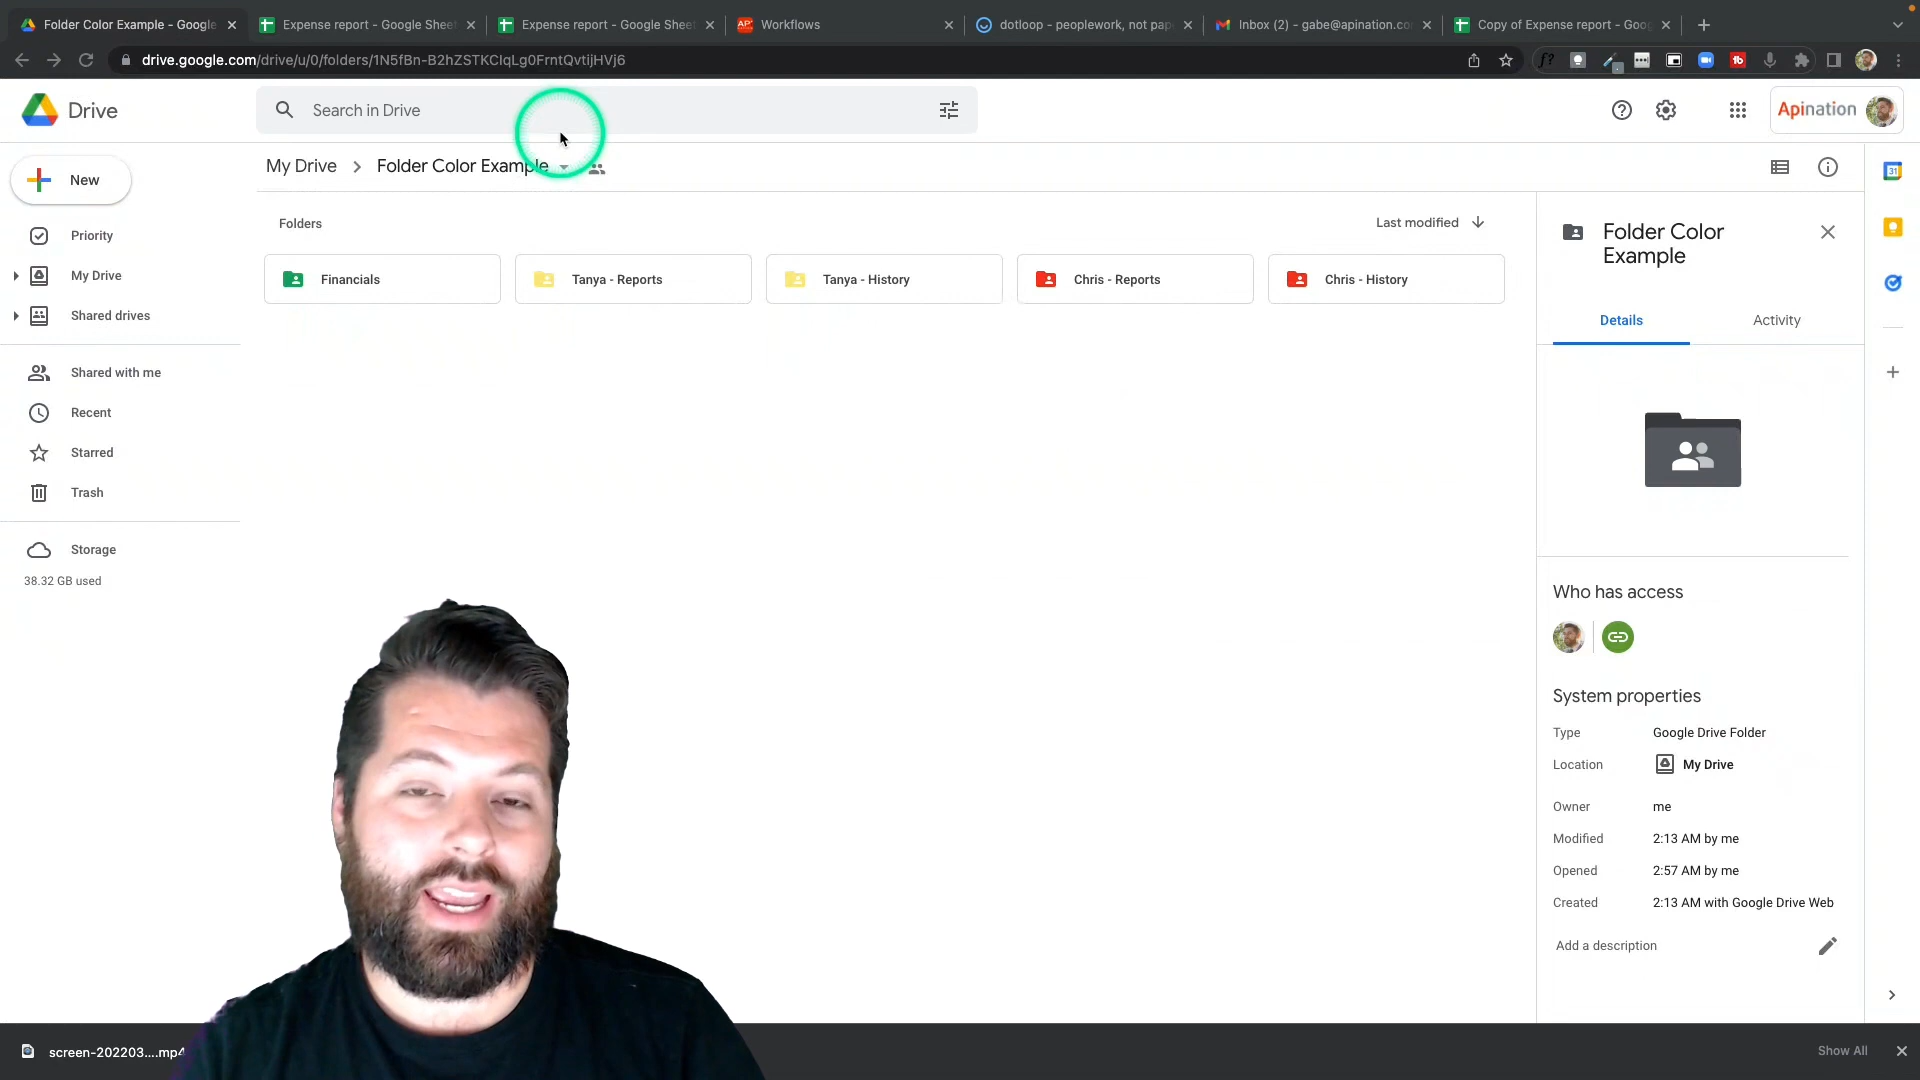 Folder Color Example - Google
Expense report - Google Sheet
Expense report - Google Sheet
Workflows
dotloop - peoplework, not pap
Inbox (2) - gabe@apination.co
Copy of Expense report - Goog
drive.google.com/drive/u/0/folders/1N5fBn-B2hZSTKCIqLg0FrntQvtijHVj6
Drive
Search in Drive
Apination
My Drive
Folder Color Example
New
Priority
My Drive
Shared drives
Shared with me
Recent
Starred
Trash
Storage
38.32 GB used
Folders
Last modified
Financials
Tanya - Reports
Tanya - History
Chris - Reports
Chris - History
Folder Color
Example
Details
Activity
Who has access
System properties
Type Google Drive Folder
Location My Drive
Owner me
Modified 2:13 AM by me
Opened 2:57 AM by me
Created 2:13 AM with Google Drive Web
Add a description
31
screen-202203....mp4
Show All